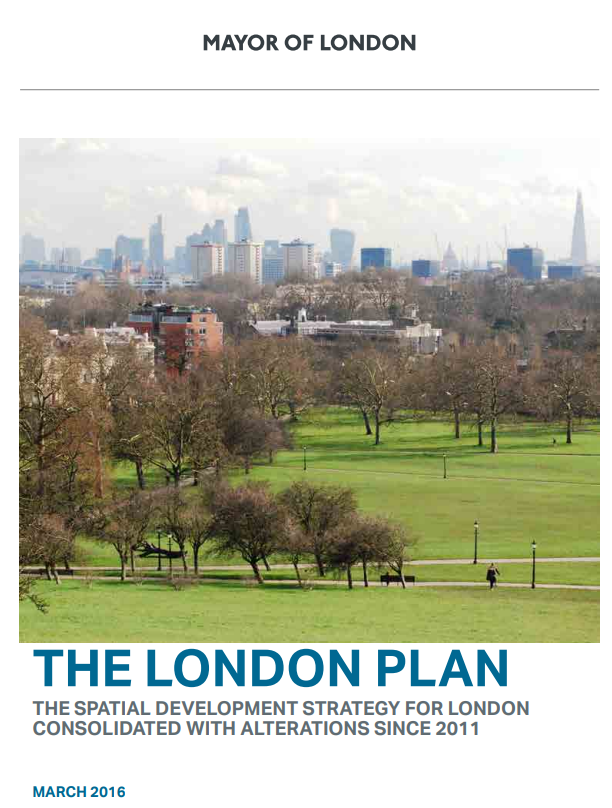 MAYOR OF LONDON
THE LONDON PLAN
THE SPATIAL DEVELOPMENT STRATEGY FOR LONDON
CONSOLIDATED WITH ALTERATIONS SINCE 2011
MARCH 2016